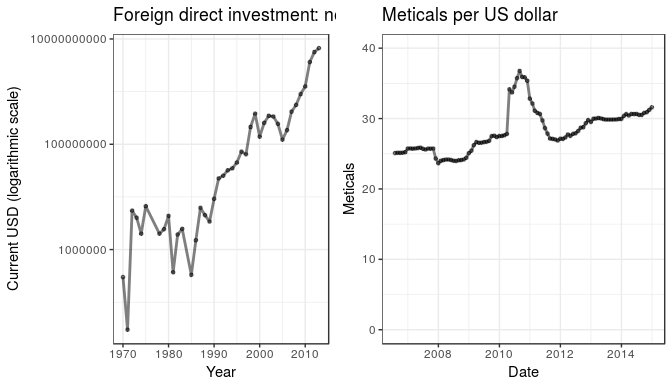 Foreign direct investment:
Current USD (logarithmic scale)
10000000000
100000000
1000000
1970
1980
1990
2000
2010
Year
Meticals per US dollar
Meticals
40
30
20
10
0
2008
2010
2012
2014
Date